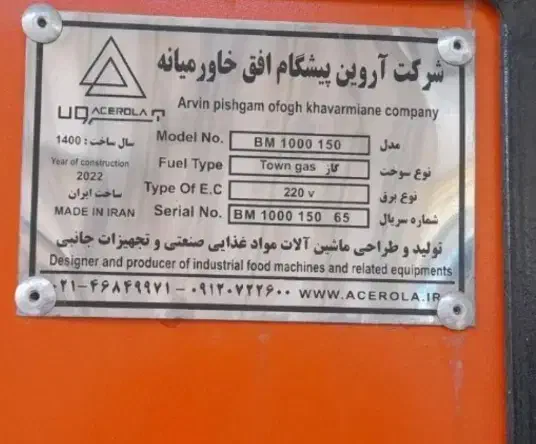 شرکت آروین پیشگام افق خاورمیانه
Arvin pishgam ofogh khavarmiane company
ACEROLA
سال ساخت : 1400
Year of construction
2022
ساخت ایران
MADE IN IRAN
Model No. BM 1000 150 مدل
Fuel Type Town gas گاز نوع سوخت
Type Of E.C 220 v نوع برق
Serial No. BM 1000 150 65 شماره سریال
تولید و طراحی ماشین آلات مواد غذایی صنعتی و تجهیزات جانبی
Designer and producer of industrial food machines and related equipments
۰۲۱-۴۶۸۴۹۹۷۱ - ۰۹۱۲۰۷۲۲۶۰۰ WWW.ACEROLA.IR